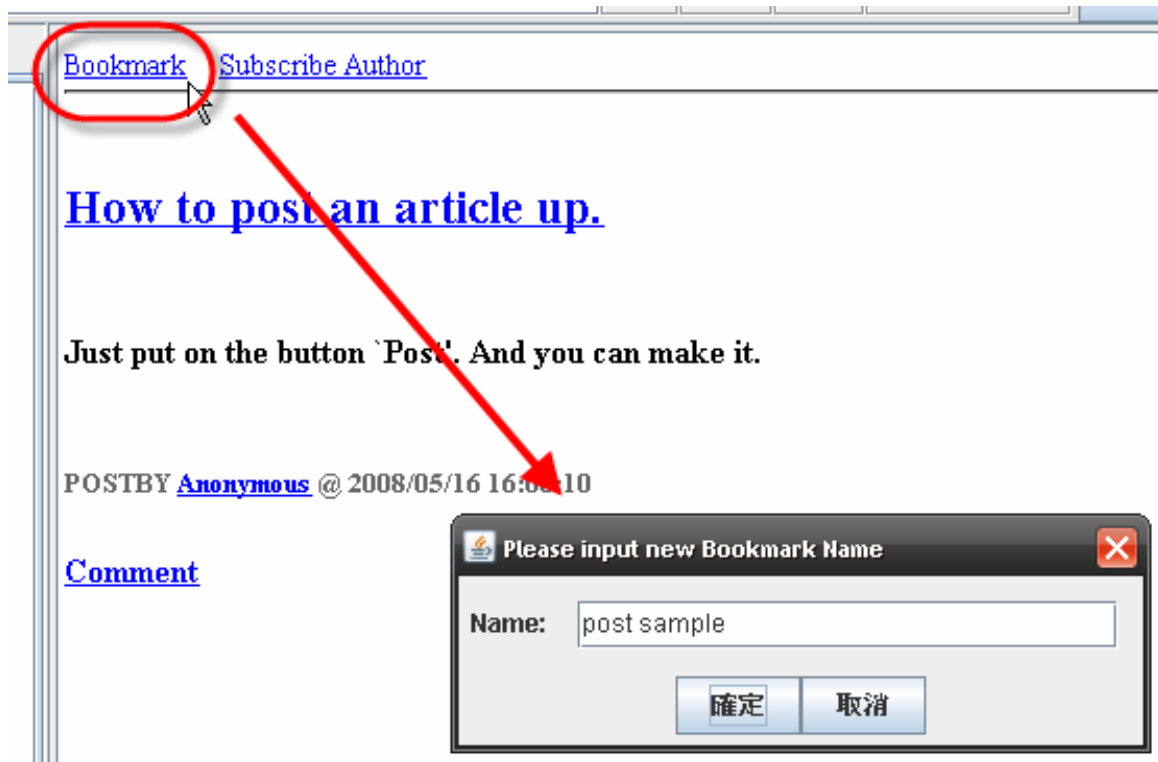 Bookmark Subscribe Author
How to post an article up.
Just put on the button `Post'. And you can make it.
POSTBY Anonymous @ 2008/05/16
Comment
Please input new Bookmark Name
Name: post sample
確定 取消